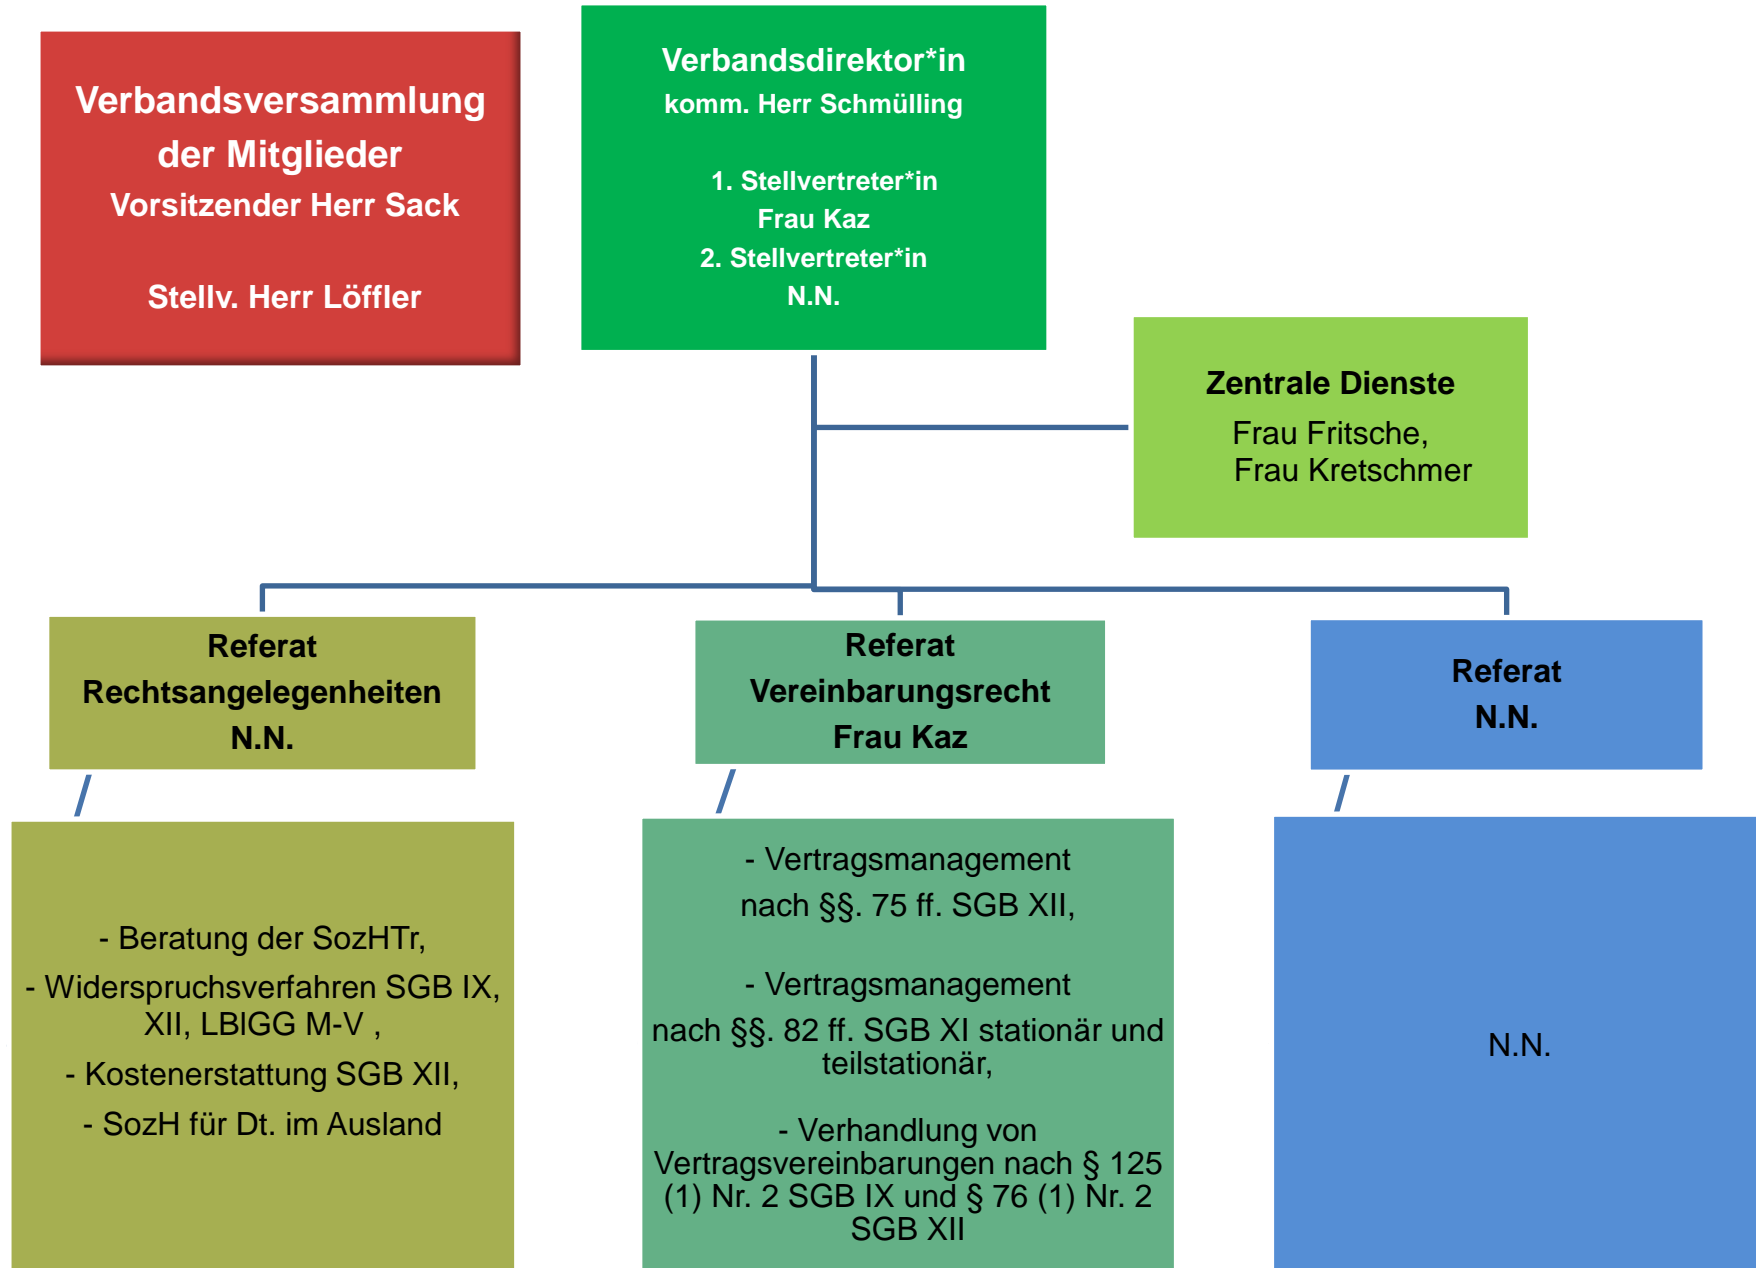 Verbandsversammlung
der Mitglieder
Vorsitzender Herr Sack
Stellv. Herr Löffler
Verbandsdirektor*in
komm. Herr Schmülling
1. Stellvertreter*in
Frau Kaz
2. Stellvertreter*in
N.N.
Zentrale Dienste
Frau Fritsche,
Frau Kretschmer
Referat
Rechtsangelegenheiten
N.N.
Referat
Vereinbarungsrecht
Frau Kaz
Referat
N.N.
- Beratung der SozHTr,
- Widerspruchsverfahren SGB IX,
XII, LBlGG M-V ,
- Kostenerstattung SGB XII,
- SozH für Dt. im Ausland
- Vertragsmanagement
nach §§. 75 ff. SGB XII,
- Vertragsmanagement
nach §§. 82 ff. SGB XI stationär und
teilstationär,
- Verhandlung von
Vertragsvereinbarungen nach § 125
(1) Nr. 2 SGB IX und § 76 (1) Nr. 2
SGB XII
N.N.